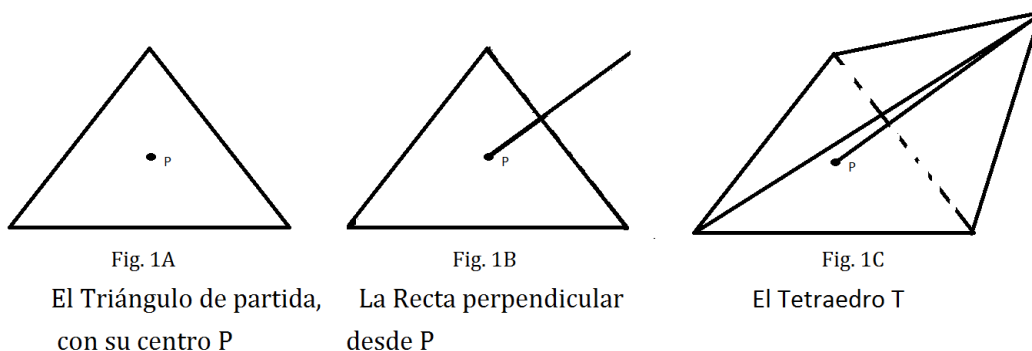 P
P
P
Fig. 1A
Fig. 1B
Fig. 1C
El Triángulo de partida,
con su centro P
La Recta perpendicular
desde P
El Tetraedro T